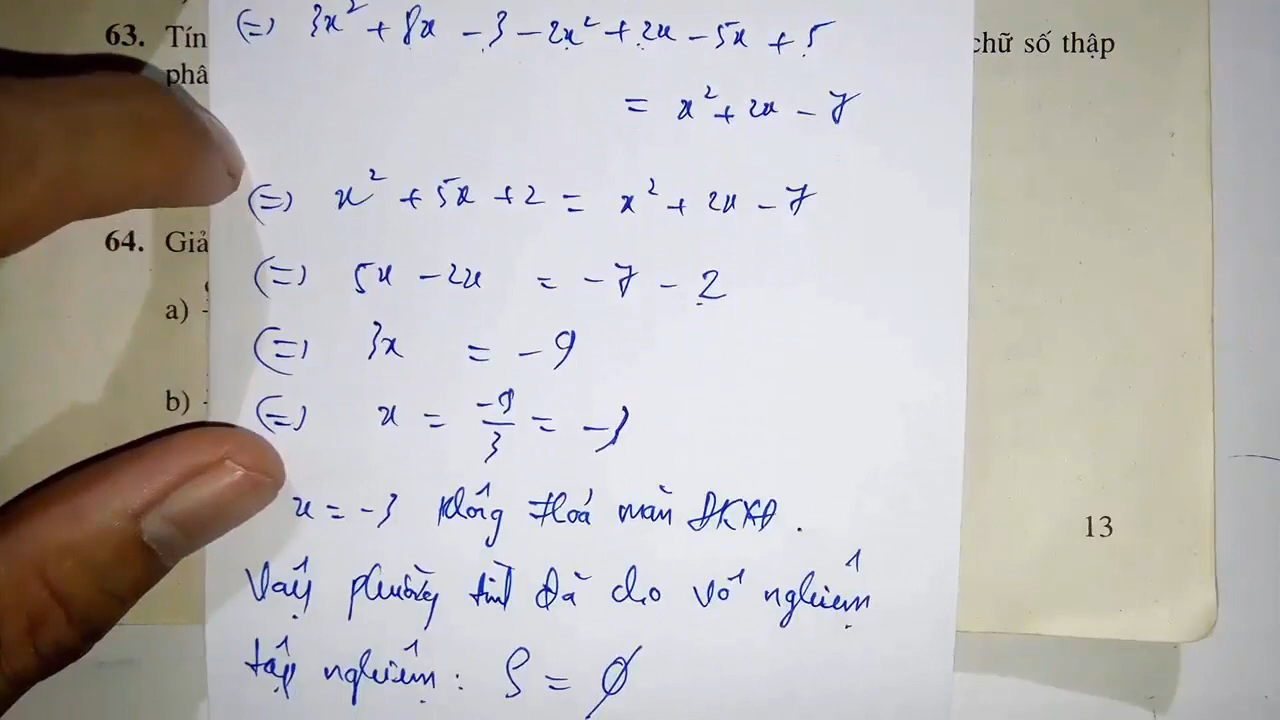 63. Tín
chữ số thập
phâ
(=) 3x² + 8x - 3 - 2x² + 2x - 5x + 5
= x² + 2x - 7
(=) x² + 5x + 2 = x² + 2x - 7
64. Giả
(=) 5x - 2x = -7 - 2
a)
(=) 3x = -9
b)
(=) x = -9/3 = -3
x = -3 không thoả mãn ĐKXĐ.
13
Vậy phương trình đã cho vô nghiệm
tập nghiệm: S = ∅